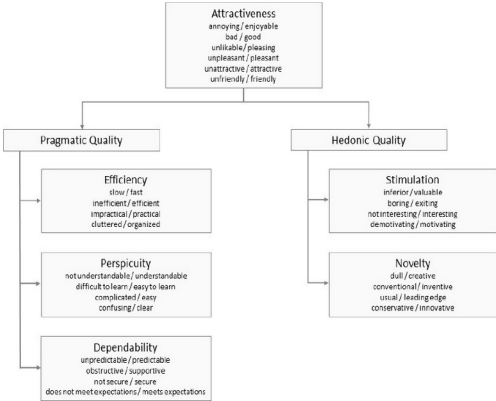 Attractiveness
annoying / enjoyable
bad / good
unlikable / pleasing
unpleasant / pleasant
unattractive / attractive
unfriendly / friendly
Pragmatic Quality
Hedonic Quality
Efficiency
slow / fast
inefficient / efficient
impractical / practical
cluttered / organized
Stimulation
inferior / valuable
boring / exiting
not interesting / interesting
demotivating / motivating
Perspicuity
not understandable / understandable
difficult to learn / easy to learn
complicated / easy
confusing / clear
Novelty
dull / creative
conventional / inventive
usual / leading edge
conservative / innovative
Dependability
unpredictable / predictable
obstructive / supportive
not secure / secure
does not meet expectations / meets expectations